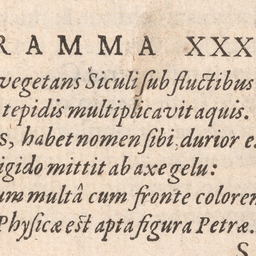 RAMMA XXX
vegetans Siculi sub fluctibus
tepidis multiplicavit aquis.
s, habet nomen sibi, durior e
igido mittit ab axe gelu:
um multâ cum fronte colorem
Physicæ est apta figura Petræ.
S